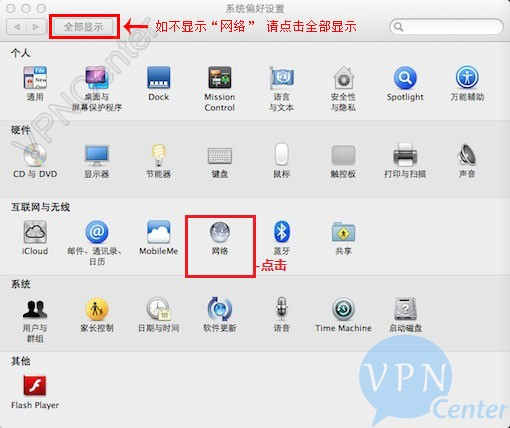 系统偏好设置
全部显示
如不显示“网络” 请点击全部显示
个人
通用
桌面与
屏幕保护程序
Dock
Mission
Control
语言
与文本
安全性
与隐私
Spotlight
万能辅助
硬件
CD 与 DVD
显示器
节能器
键盘
鼠标
触控板
打印与扫描
声音
互联网与无线
iCloud
邮件、通讯录、
日历
MobileMe
网络
蓝牙
共享
点击
系统
用户与
群组
家长控制
日期与时间
软件更新
语音
Time Machine
启动磁盘
其他
Flash Player
VPNCenter
VPN
Center